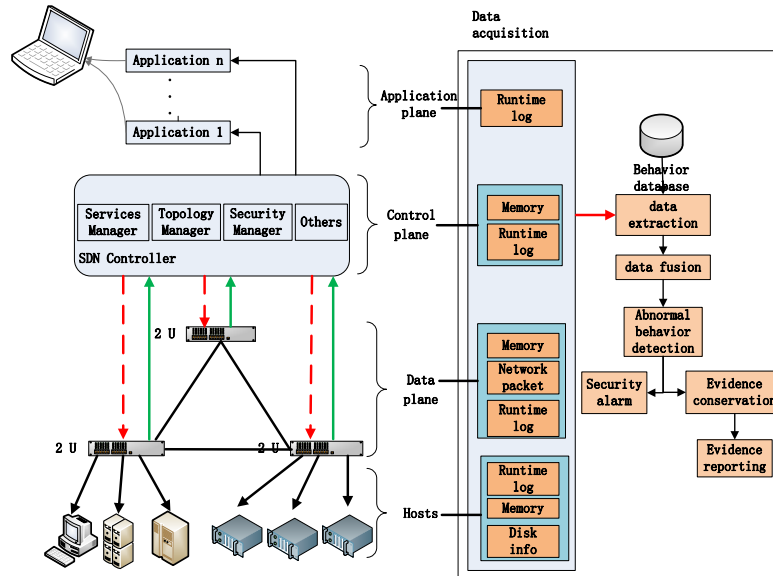 Data
acquisition
Application n
Application 1
Application
plane
Runtime
log
Behavior
database
Services
Manager
Topology
Manager
Security
Manager
Others
SDN Controller
Control
plane
Memory
Runtime
log
data
extraction
data fusion
Abnormal
behavior
detection
Security
alarm
Evidence
conservation
Evidence
reporting
2 U
2 U
2 U
Data
plane
Memory
Network
packet
Runtime
log
Hosts
Runtime
log
Memory
Disk
info